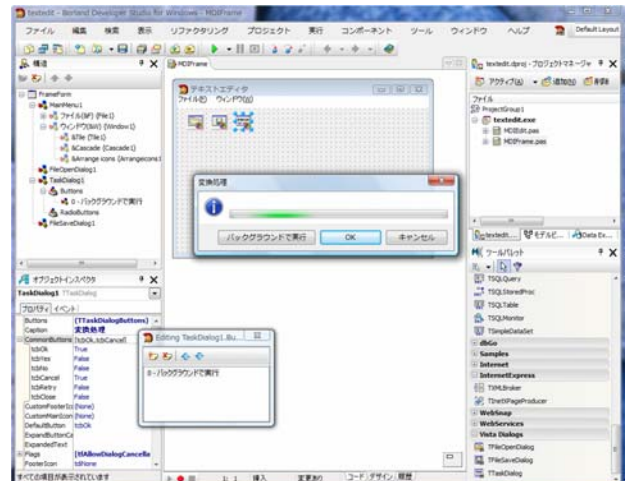 textedit - Borland Developer Studio for Windows - MDIFrame
ファイル 編集 検索 表示 リファクタリング プロジェクト 実行 コンポーネント ツール ウィンドウ ヘルプ Default Layout
構造
FrameForm
MainMenu1
ファイル(&F) {File1}
ウィンドウ(&W) {Window1}
&Tile {Tile1}
&Cascade {Cascade1}
&Arrange icons {Arrangeicons1
FileOpenDialog1
TaskDialog1
Buttons
0 - バックグラウンドで実行
RadioButtons
FileSaveDialog1
オブジェクト インスペクタ
TaskDialog1 TTaskDialog
プロパティ イベント
Buttons (TTaskDialogButtons)
Caption 変換処理
CommonButtons [tcbOk,tcbCancel]
tcbOk True
tcbYes False
tcbNo False
tcbCancel True
tcbRetry False
tcbClose False
CustomFooterIc (None)
CustomMainIcon (None)
DefaultButton tcbOk
ExpandButtonCa
ExpandedText
Flags [tfAllowDialogCancella
FooterIcon tdiNone
すべての項目が表示されています
MDIFrame
テキストエディタ
ファイル(F) ウィンドウ(W)
変換処理
バックグラウンドで実行 OK キャンセル
Editing TaskDialog1.Bu...
0 - バックグラウンドで実行
1: 1 挿入 変更あり コード デザイン 履歴
textedit.dproj - プロジェクト マネージャ
アクティブ(A) 追加(D) 削除
ファイル
ProjectGroup1
textedit.exe
MDIEdit.pas
MDIFrame.pas
textedit.... モデルビ... Data Ex...
ツール パレット
TSQLQuery
TSQLStoredProc
TSQLTable
TSQLMonitor
TSimpleDataSet
dbGo
Samples
Internet
InternetExpress
TXMLBroker
TInetXPageProducer
WebSnap
WebServices
Vista Dialogs
TFileOpenDialog
TFileSaveDialog
TTaskDialog